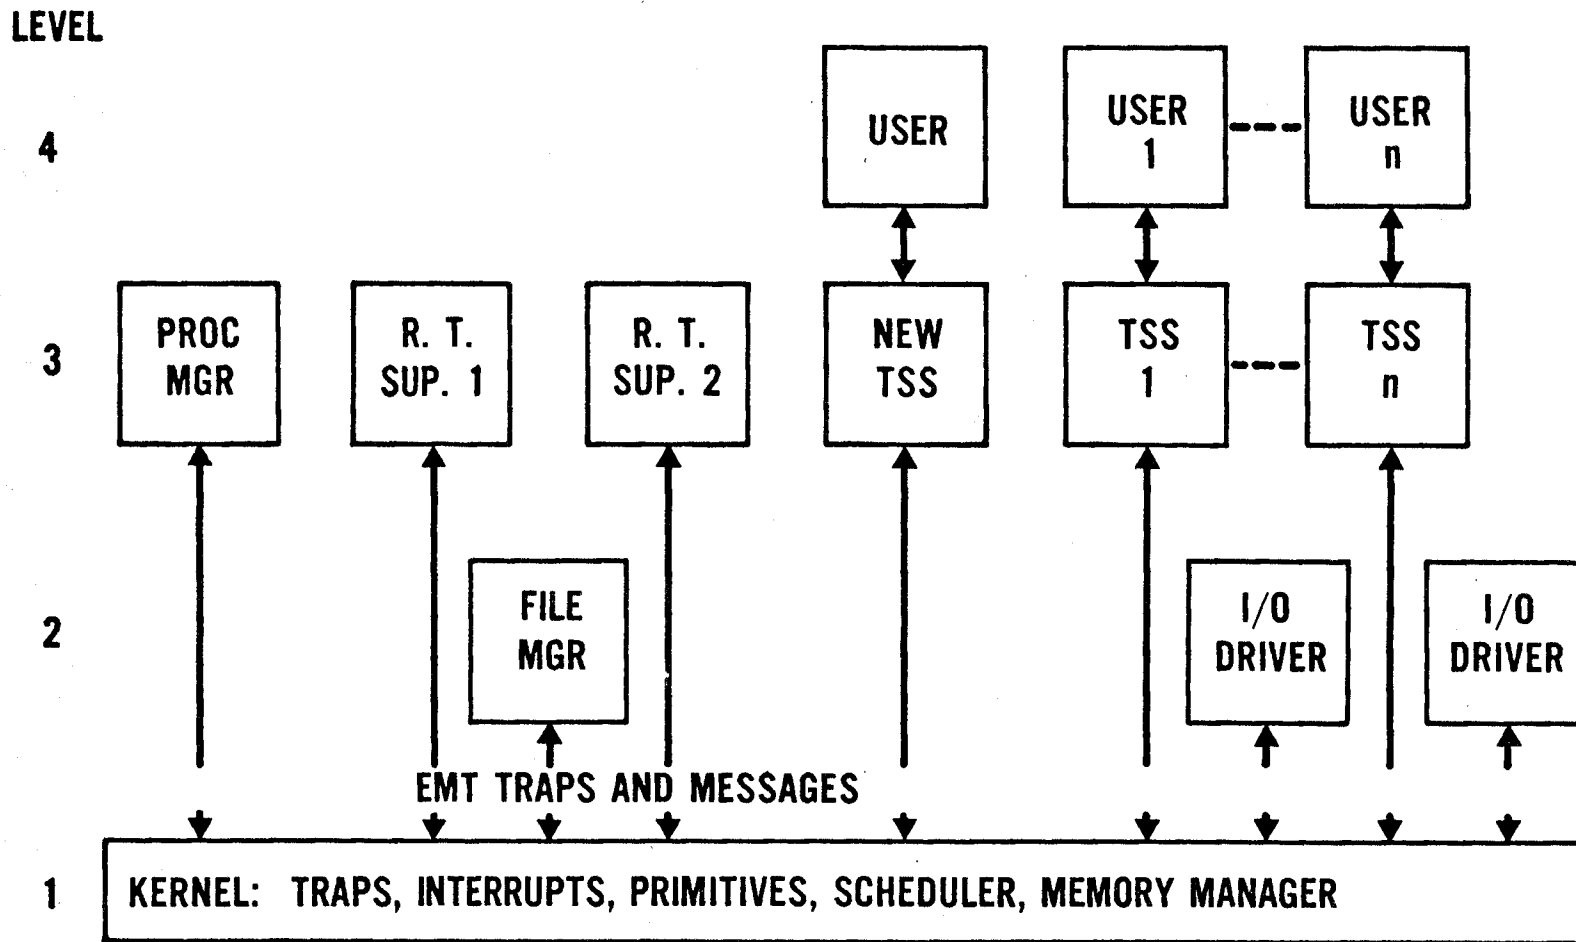 LEVEL
4
USER
USER
1
USER
n
3
PROC
MGR
R. T.
SUP. 1
R. T.
SUP. 2
NEW
TSS
TSS
1
TSS
n
2
FILE
MGR
I/O
DRIVER
I/O
DRIVER
EMT TRAPS AND MESSAGES
1
KERNEL: TRAPS, INTERRUPTS, PRIMITIVES, SCHEDULER, MEMORY MANAGER